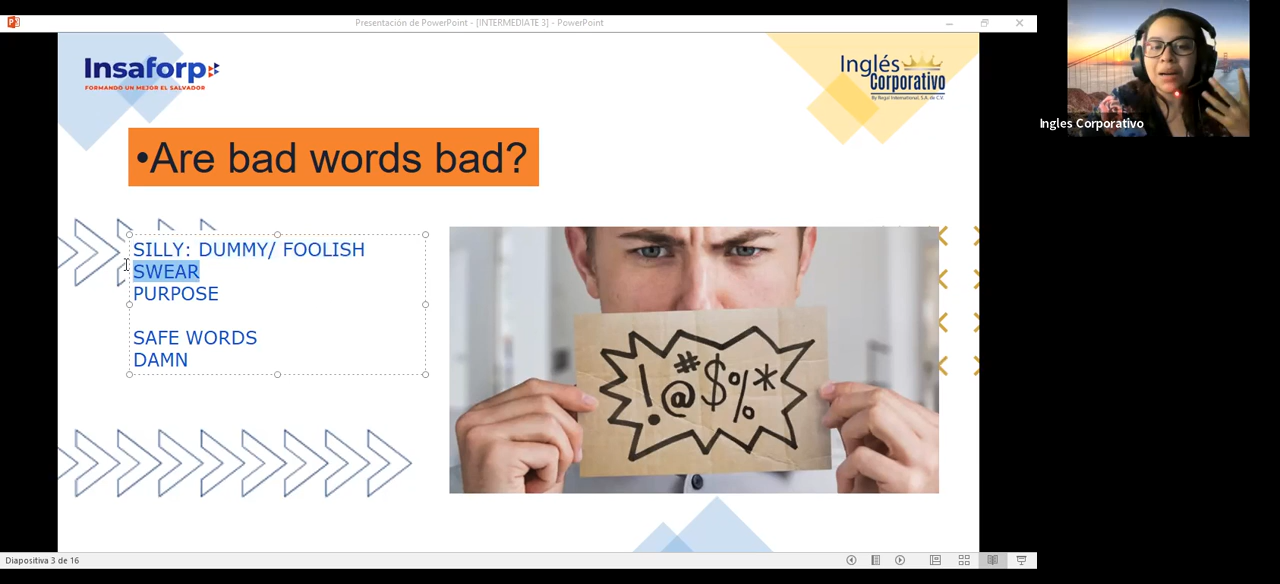 Presentación de PowerPoint - [INTERMEDIATE 3] - PowerPoint
Insaforp
FORMANDO UN MEJOR EL SALVADOR
Inglés
Corporativo
By Regal International, S.A. de C.V.
Ingles Corporativo
•Are bad words bad?
SILLY: DUMMY/ FOOLISH
SWEAR
PURPOSE
SAFE WORDS
DAMN
!@#$%*
Diapositiva 3 de 16